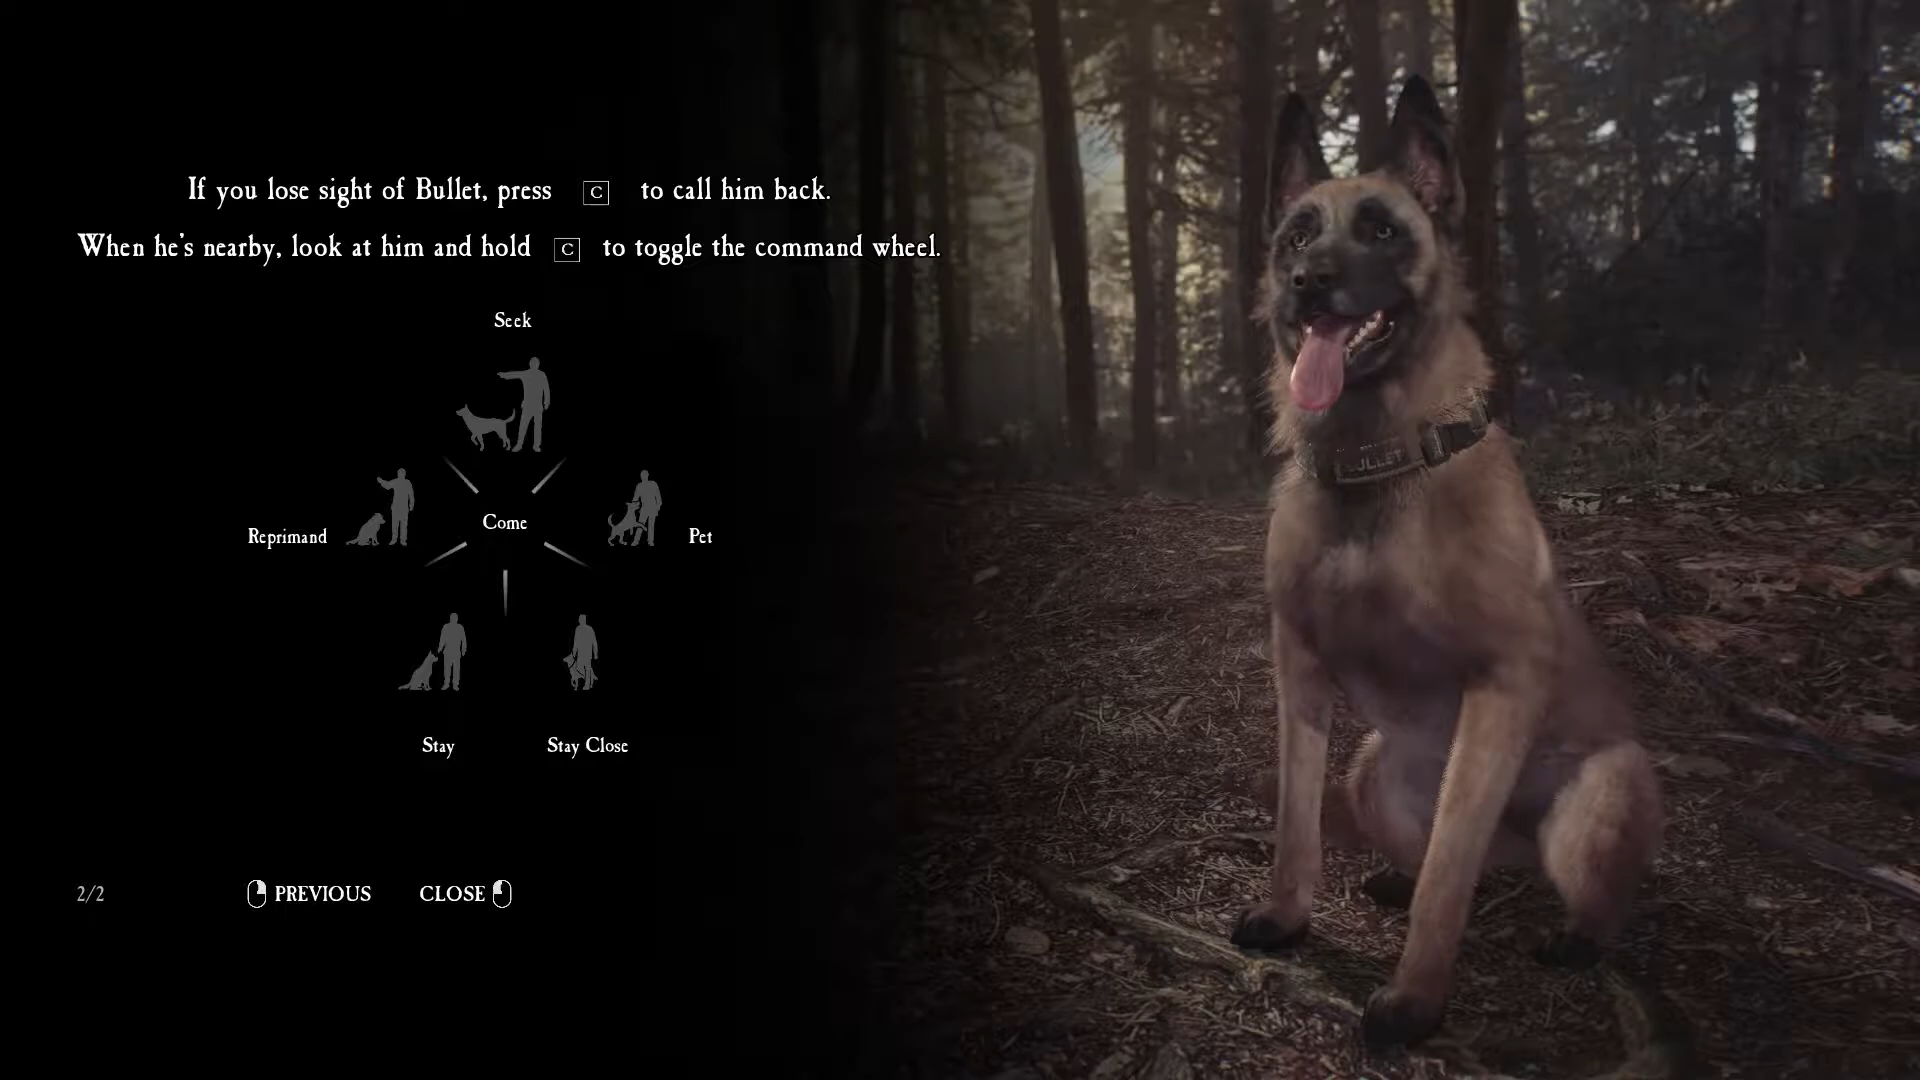 If you lose sight of Bullet, press C to call him back.
When he's nearby, look at him and hold C to toggle the command wheel.
Seek
Reprimand
Come
Pet
Stay
Stay Close
BULLET
2/2
PREVIOUS
CLOSE